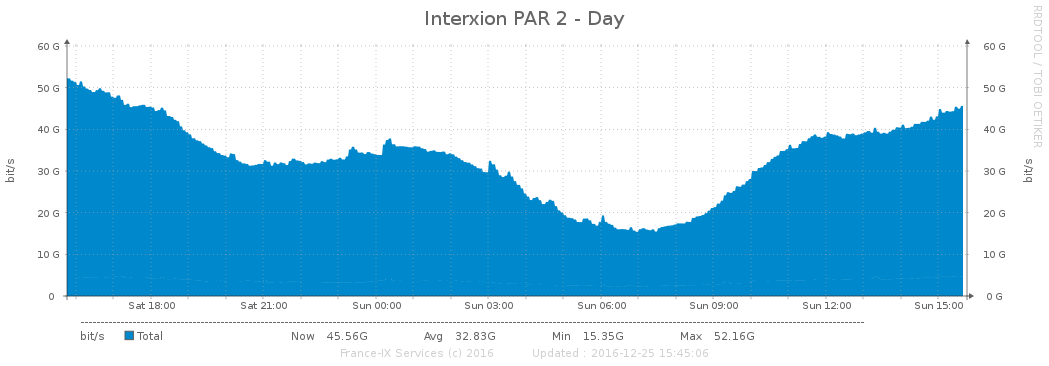 Interxion PAR 2 - Day
RRDTOOL / TOBI OETIKER
bit/s
60 G 60 G
50 G 50 G
40 G 40 G
30 G 30 G
20 G 20 G
10 G 10 G
0 0 G
bit/s
Sat 18:00 Sat 21:00 Sun 00:00 Sun 03:00 Sun 06:00 Sun 09:00 Sun 12:00 Sun 15:00
bit/s Total Now 45.56G Avg 32.83G Min 15.35G Max 52.16G
France-IX Services (c) 2016 Updated : 2016-12-25 15:45:06